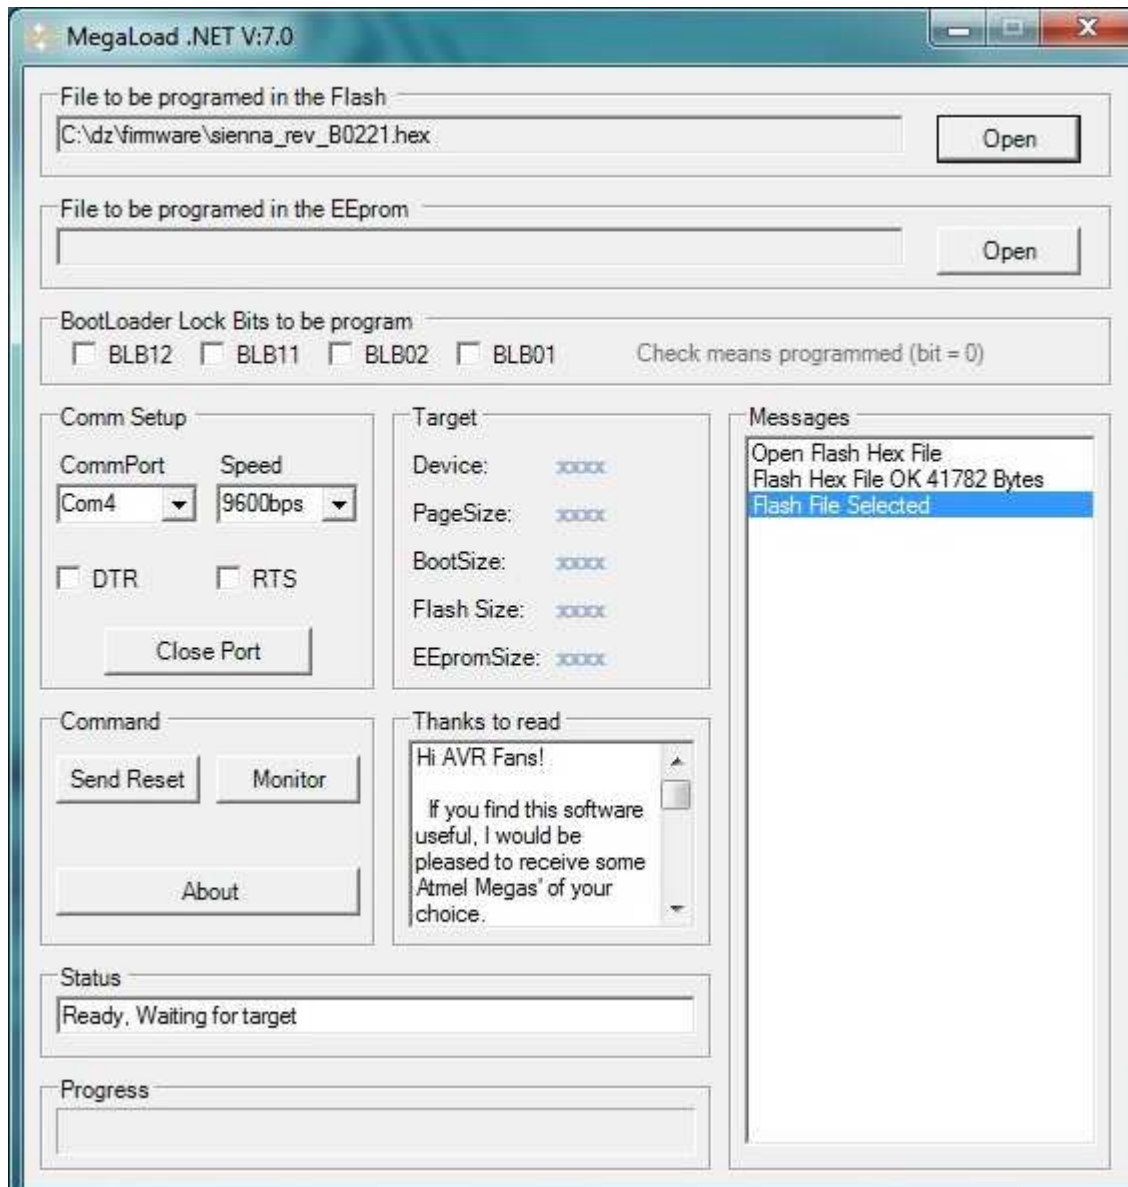 MegaLoad .NET V:7.0
File to be programed in the Flash
C:\dz\firmware\sienna_rev_B0221.hex
Open
File to be programed in the EEprom
Open
BootLoader Lock Bits to be program
BLB12 BLB11 BLB02 BLB01 Check means programmed (bit = 0)
Comm Setup
CommPort Speed
Com4 9600bps
DTR RTS
Close Port
Target
Device: xxxx
PageSize: xxxx
BootSize: xxxx
Flash Size: xxxx
EEpromSize: xxxx
Messages
Open Flash Hex File
Flash Hex File OK 41782 Bytes
Flash File Selected
Command
Send Reset Monitor
About
Thanks to read
Hi AVR Fans!
If you find this software
useful, I would be
pleased to receive some
Atmel Megas' of your
choice.
Status
Ready, Waiting for target
Progress